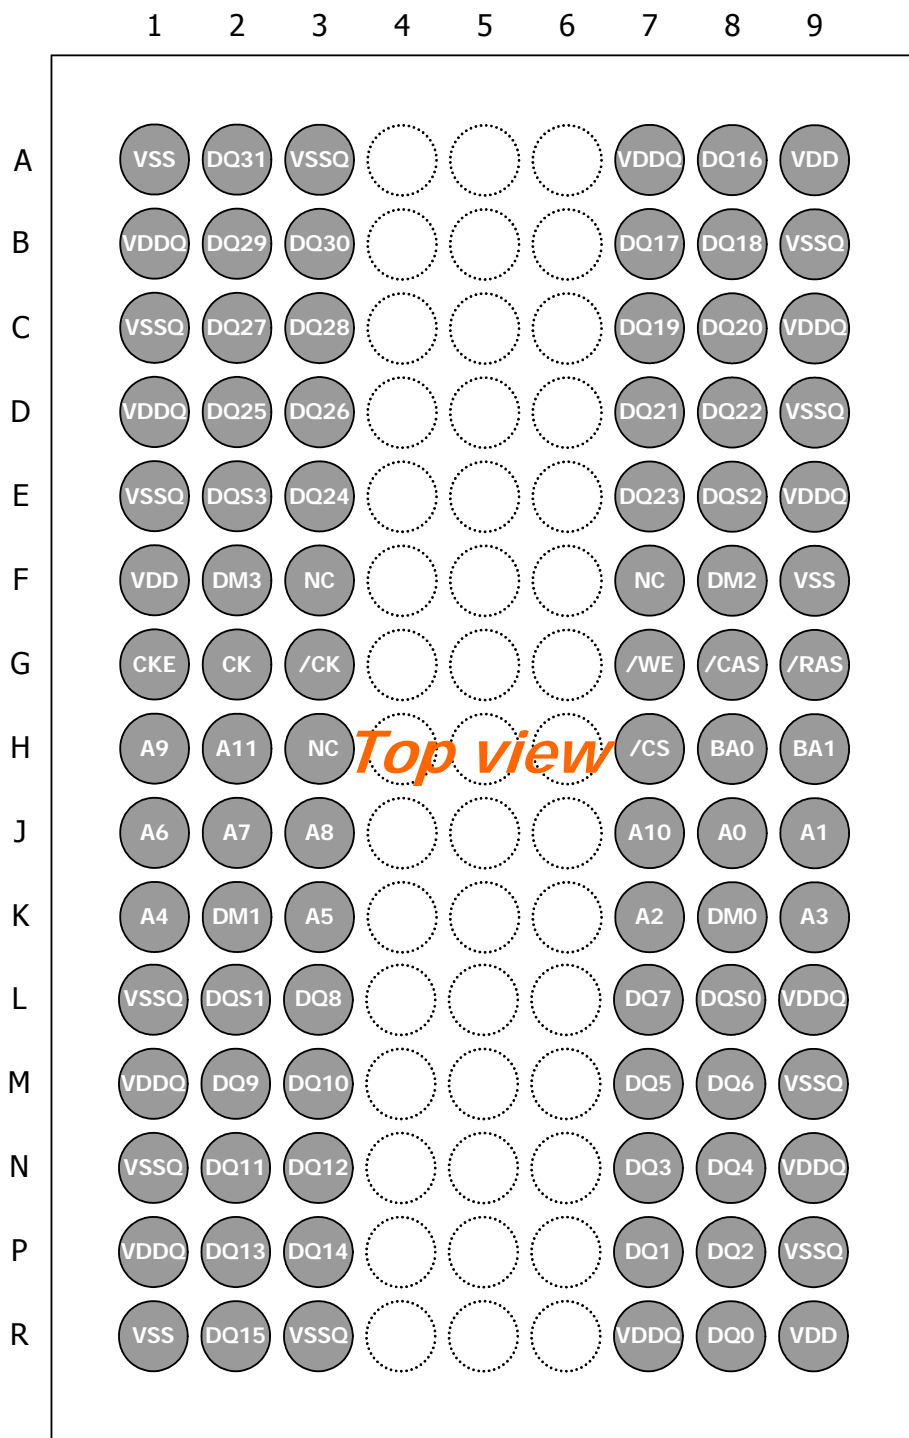 1 2 3 4 5 6 7 8 9
A VSS DQ31 VSSQ VDDQ DQ16 VDD
B VDDQ DQ29 DQ30 DQ17 DQ18 VSSQ
C VSSQ DQ27 DQ28 DQ19 DQ20 VDDQ
D VDDQ DQ25 DQ26 DQ21 DQ22 VSSQ
E VSSQ DQS3 DQ24 DQ23 DQS2 VDDQ
F VDD DM3 NC NC DM2 VSS
G CKE CK /CK /WE /CAS /RAS
H A9 A11 NC Top view /CS BA0 BA1
J A6 A7 A8 A10 A0 A1
K A4 DM1 A5 A2 DM0 A3
L VSSQ DQS1 DQ8 DQ7 DQS0 VDDQ
M VDDQ DQ9 DQ10 DQ5 DQ6 VSSQ
N VSSQ DQ11 DQ12 DQ3 DQ4 VDDQ
P VDDQ DQ13 DQ14 DQ1 DQ2 VSSQ
R VSS DQ15 VSSQ VDDQ DQ0 VDD